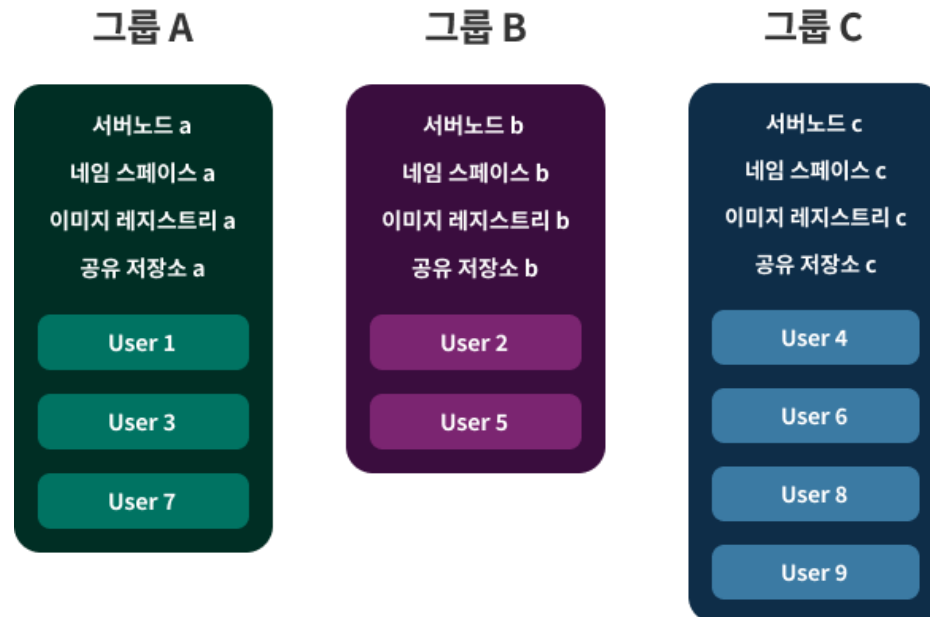 그룹 A
서버노드 a
네임 스페이스 a
이미지 레지스트리 a
공유 저장소 a
User 1
User 3
User 7
그룹 B
서버노드 b
네임 스페이스 b
이미지 레지스트리 b
공유 저장소 b
User 2
User 5
그룹 C
서버노드 c
네임 스페이스 c
이미지 레지스트리 c
공유 저장소 c
User 4
User 6
User 8
User 9